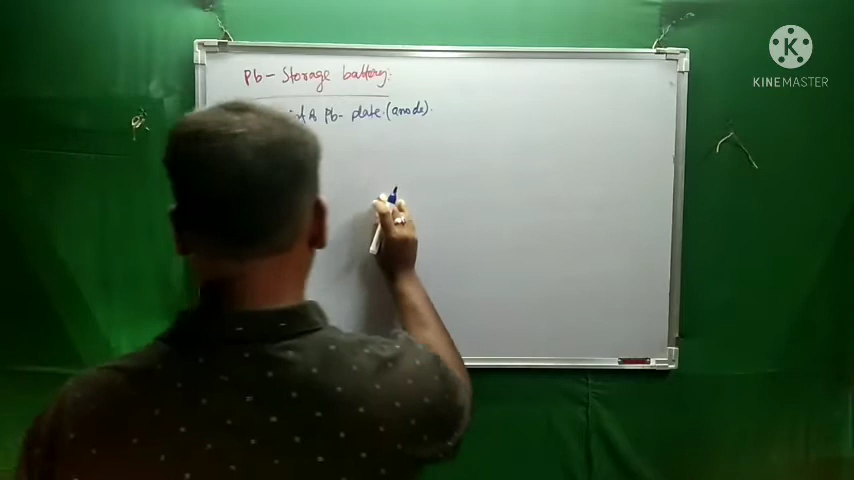 Pb - Storage battery:
Pb - plate. (anode).
K
KINEMASTER